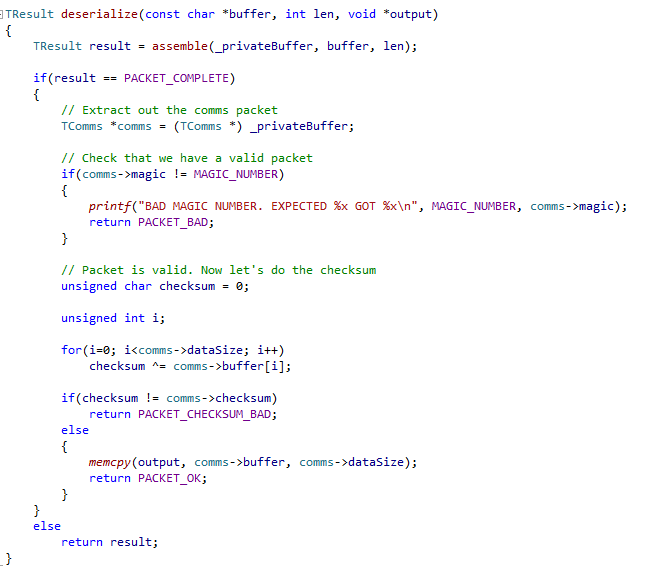 TResult deserialize(const char *buffer, int len, void *output)
{
    TResult result = assemble(_privateBuffer, buffer, len);

    if(result == PACKET_COMPLETE)
    {
        // Extract out the comms packet
        TComms *comms = (TComms *) _privateBuffer;

        // Check that we have a valid packet
        if(comms->magic != MAGIC_NUMBER)
        {
            printf("BAD MAGIC NUMBER. EXPECTED %x GOT %x\n", MAGIC_NUMBER, comms->magic);
            return PACKET_BAD;
        }

        // Packet is valid. Now let's do the checksum
        unsigned char checksum = 0;

        unsigned int i;

        for(i=0; i<comms->dataSize; i++)
            checksum ^= comms->buffer[i];

        if(checksum != comms->checksum)
            return PACKET_CHECKSUM_BAD;
        else
        {
            memcpy(output, comms->buffer, comms->dataSize);
            return PACKET_OK;
        }
    }
    else
        return result;
}